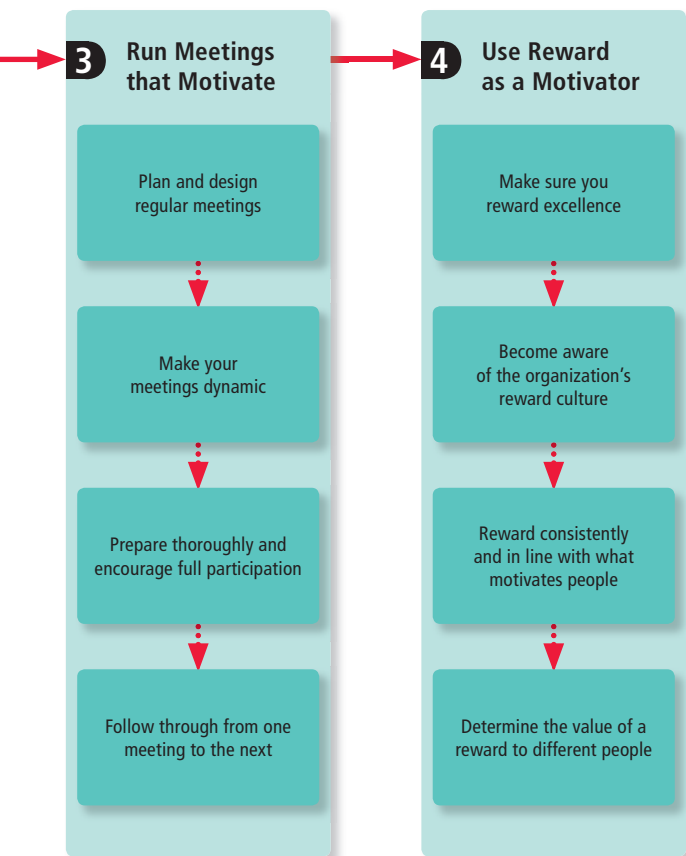 3
Run Meetings
that Motivate
Plan and design
regular meetings
Make your
meetings dynamic
Prepare thoroughly and
encourage full participation
Follow through from one
meeting to the next
4
Use Reward
as a Motivator
Make sure you
reward excellence
Become aware
of the organization’s
reward culture
Reward consistently
and in line with what
motivates people
Determine the value of a
reward to different people